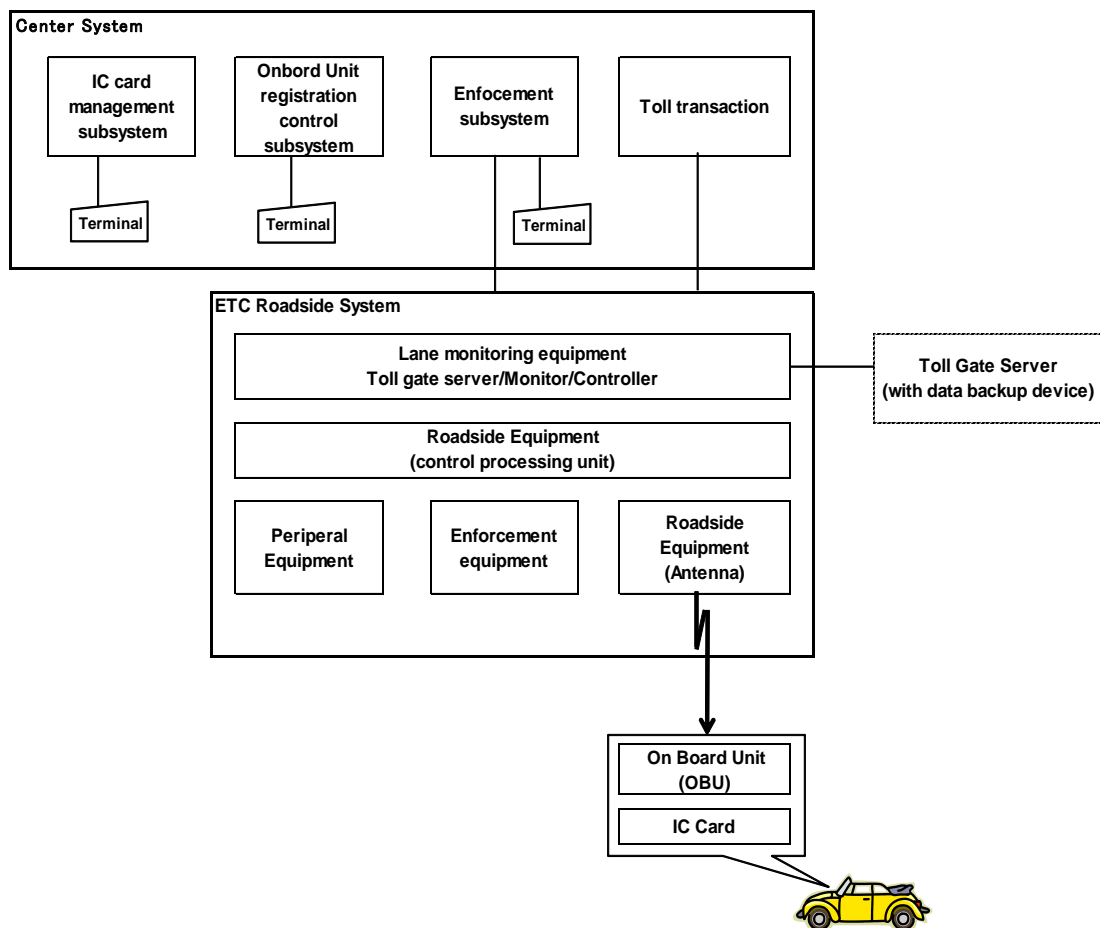 Center System
IC card
management
subsystem
Onbord Unit
registration
control
subsystem
Enfocement
subsystem
Toll transaction
Terminal
Terminal
Terminal
ETC Roadside System
Lane monitoring equipment
Toll gate server/Monitor/Controller
Toll Gate Server
(with data backup device)
Roadside Equipment
(control processing unit)
Periperal
Equipment
Enforcement
equipment
Roadside
Equipment
(Antenna)
On Board Unit
(OBU)
IC Card